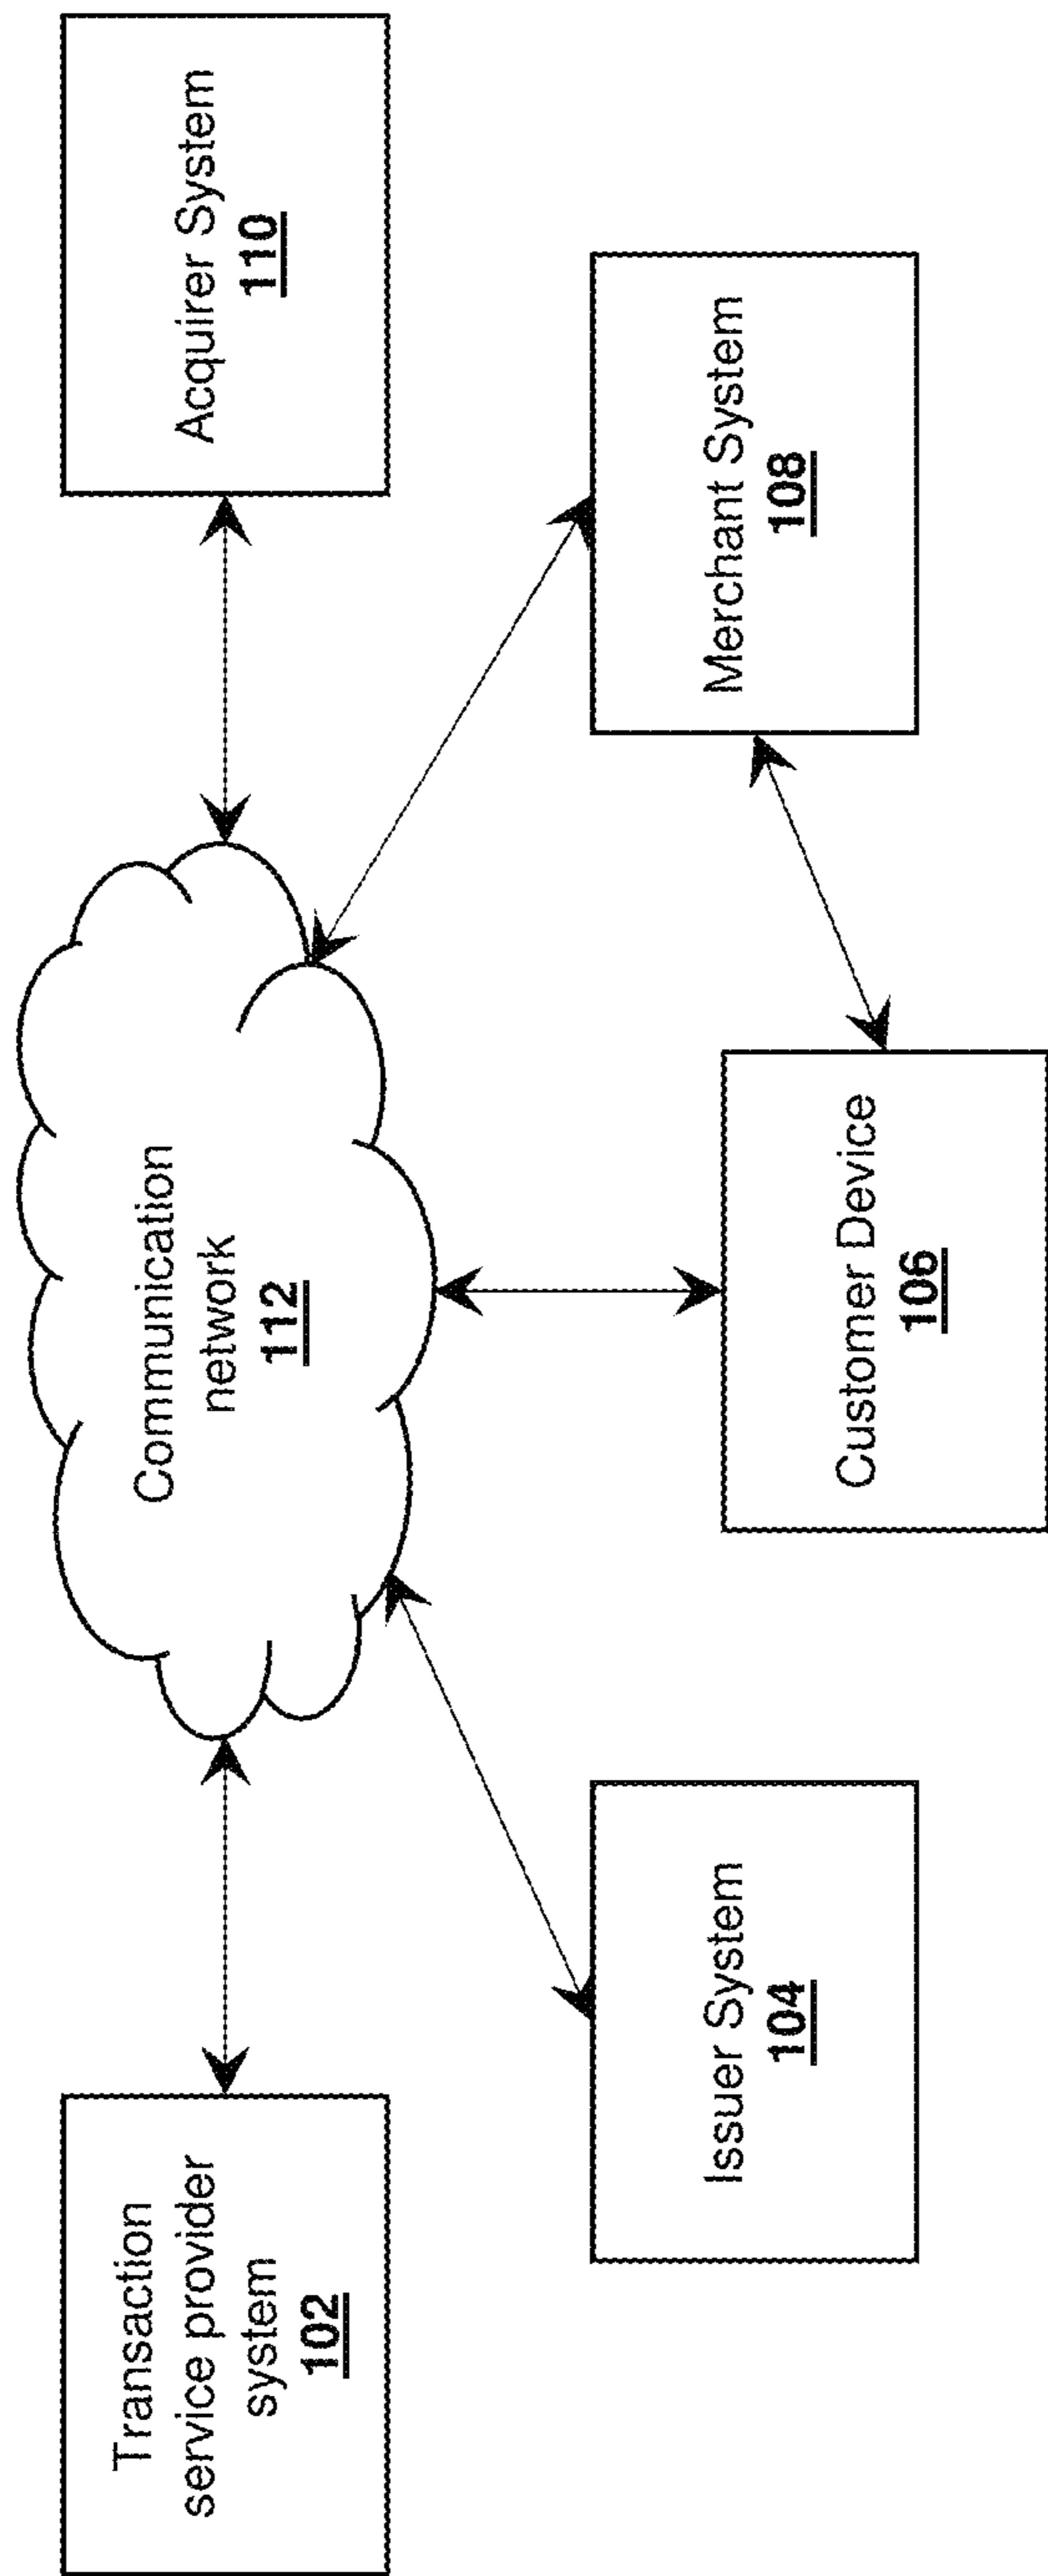 Transaction
service provider
system
102
Communication
network
112
Acquirer System
110
Issuer System
104
Customer Device
106
Merchant System
108